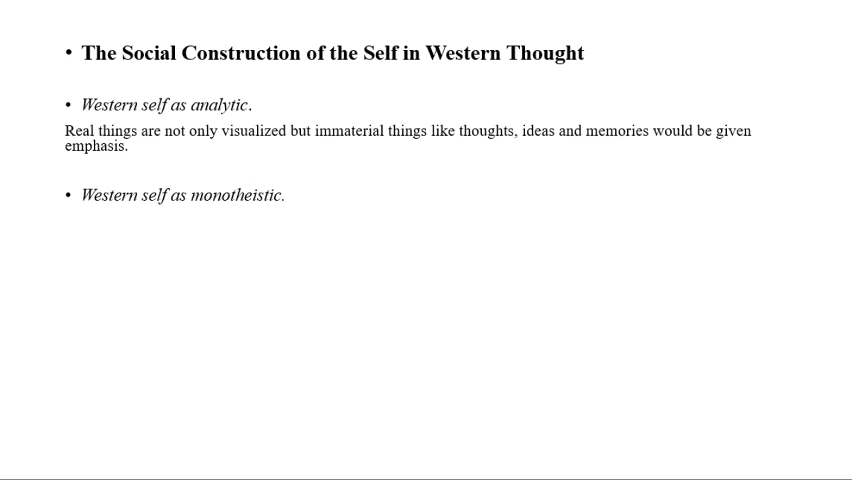 • The Social Construction of the Self in Western Thought
• Western self as analytic.
Real things are not only visualized but immaterial things like thoughts, ideas and memories would be given
emphasis.
• Western self as monotheistic.